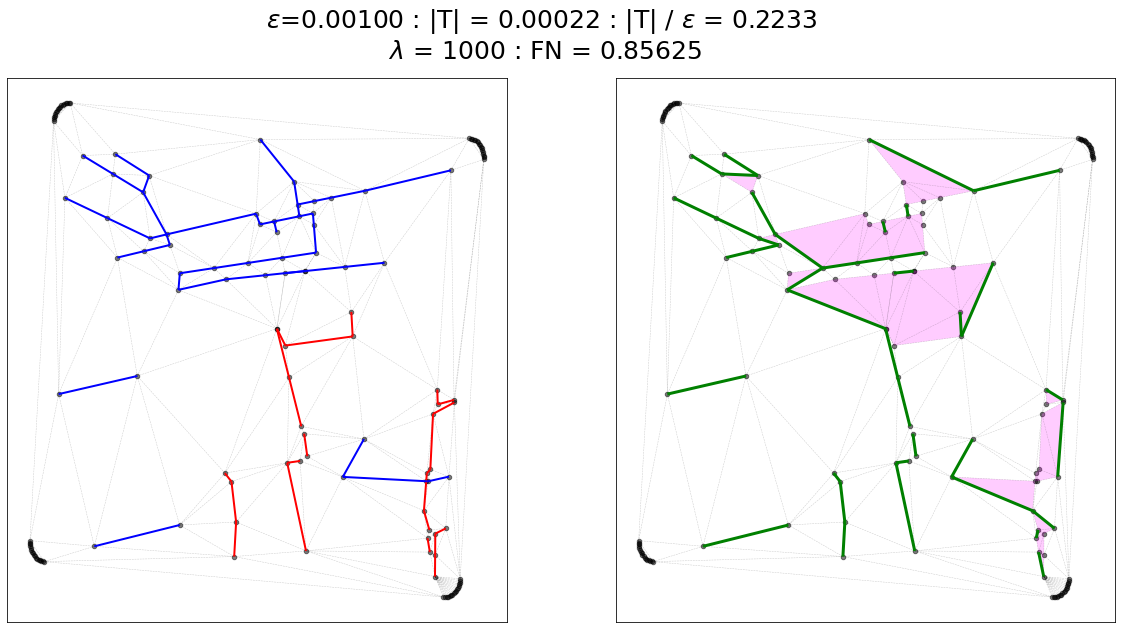 ε=0.00100 : |T| = 0.00022 : |T| / ε = 0.2233
λ = 1000 : FN = 0.85625